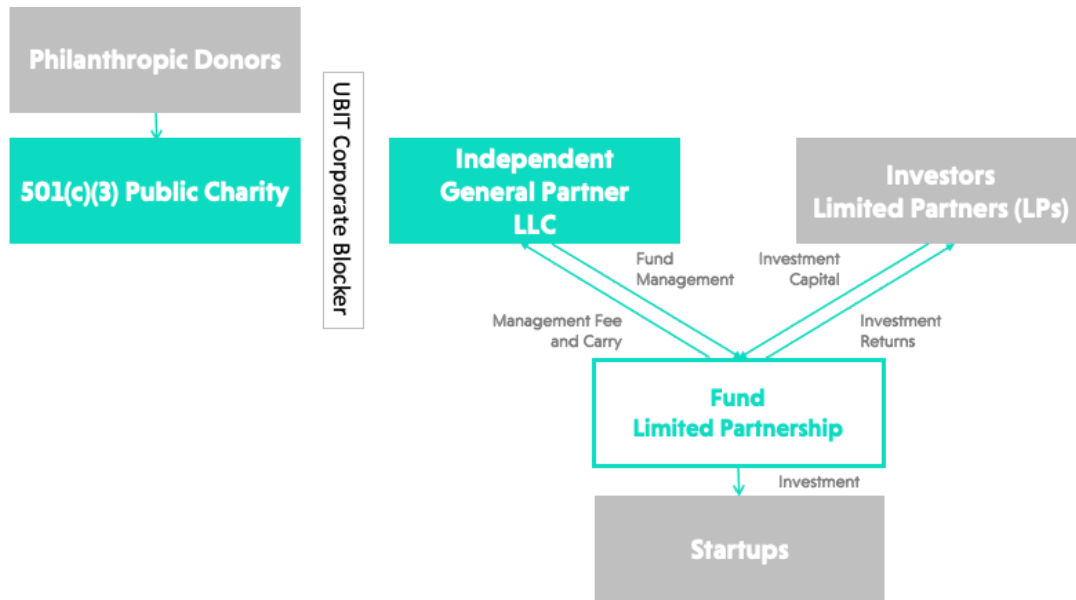 Philanthropic Donors
501(c)(3) Public Charity
UBIT Corporate Blocker
Independent
General Partner
LLC
Investors
Limited Partners (LPs)
Fund
Management
Investment
Capital
Management Fee
and Carry
Investment
Returns
Fund
Limited Partnership
Investment
Startups